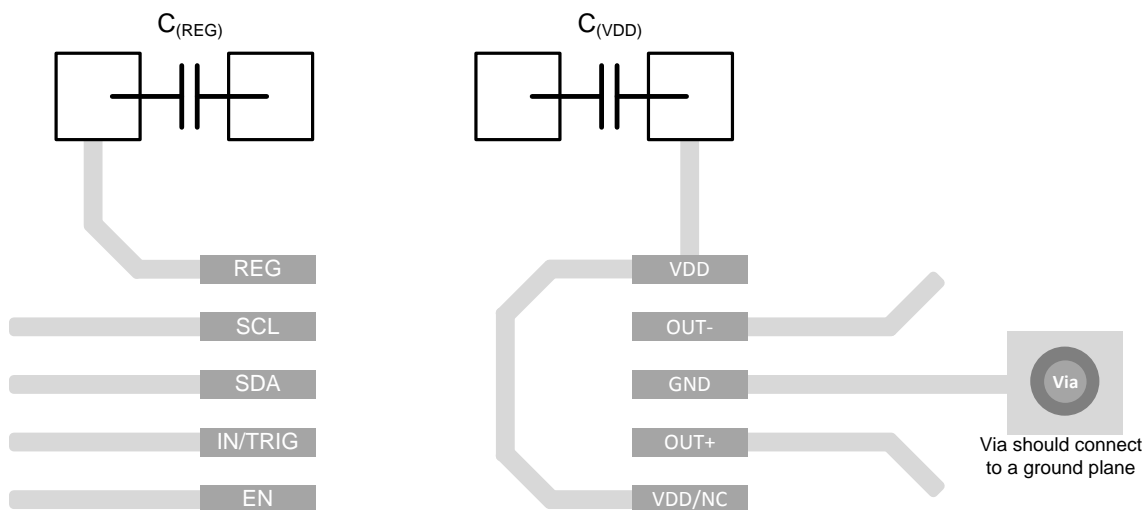 C(REG)
C(VDD)
REG
SCL
SDA
IN/TRIG
EN
VDD
OUT-
GND
OUT+
VDD/NC
Via
Via should connect
to a ground plane